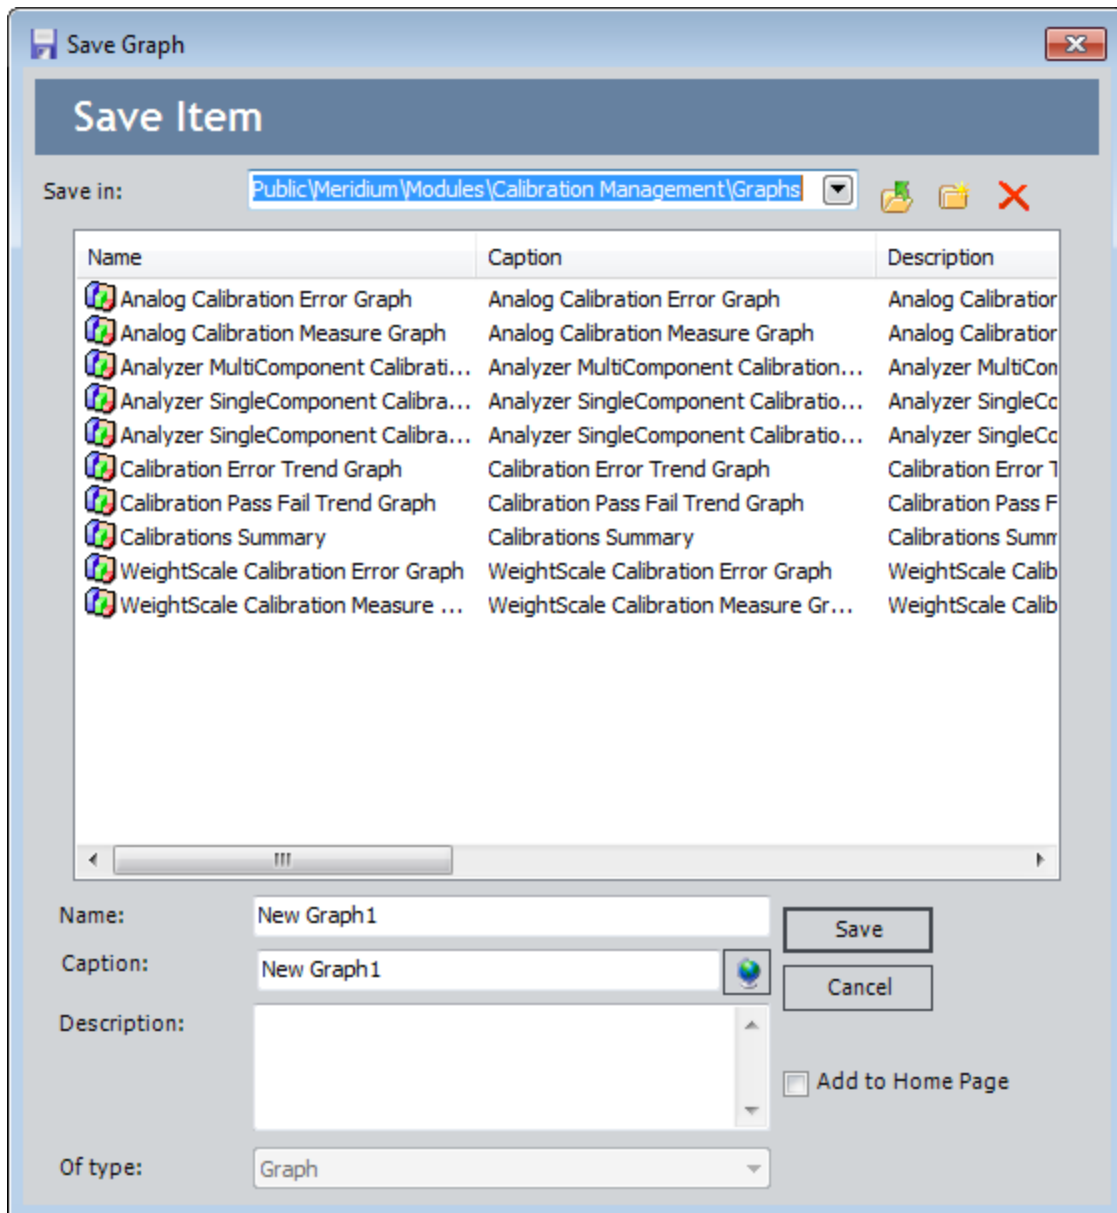 Save Graph
Save Item
Save in: Public\Meridium\Modules\Calibration Management\Graphs
Name Caption Description
Analog Calibration Error Graph Analog Calibration Error Graph Analog Calibration
Analog Calibration Measure Graph Analog Calibration Measure Graph Analog Calibration
Analyzer MultiComponent Calibrati... Analyzer MultiComponent Calibration... Analyzer MultiCom
Analyzer SingleComponent Calibra... Analyzer SingleComponent Calibratio... Analyzer SingleCo
Analyzer SingleComponent Calibra... Analyzer SingleComponent Calibratio... Analyzer SingleCo
Calibration Error Trend Graph Calibration Error Trend Graph Calibration Error T
Calibration Pass Fail Trend Graph Calibration Pass Fail Trend Graph Calibration Pass F
Calibrations Summary Calibrations Summary Calibrations Summ
WeightScale Calibration Error Graph WeightScale Calibration Error Graph WeightScale Calib
WeightScale Calibration Measure ... WeightScale Calibration Measure Gr... WeightScale Calib
Name: New Graph1 Save
Caption: New Graph1
Cancel
Description:
Add to Home Page
Of type: Graph